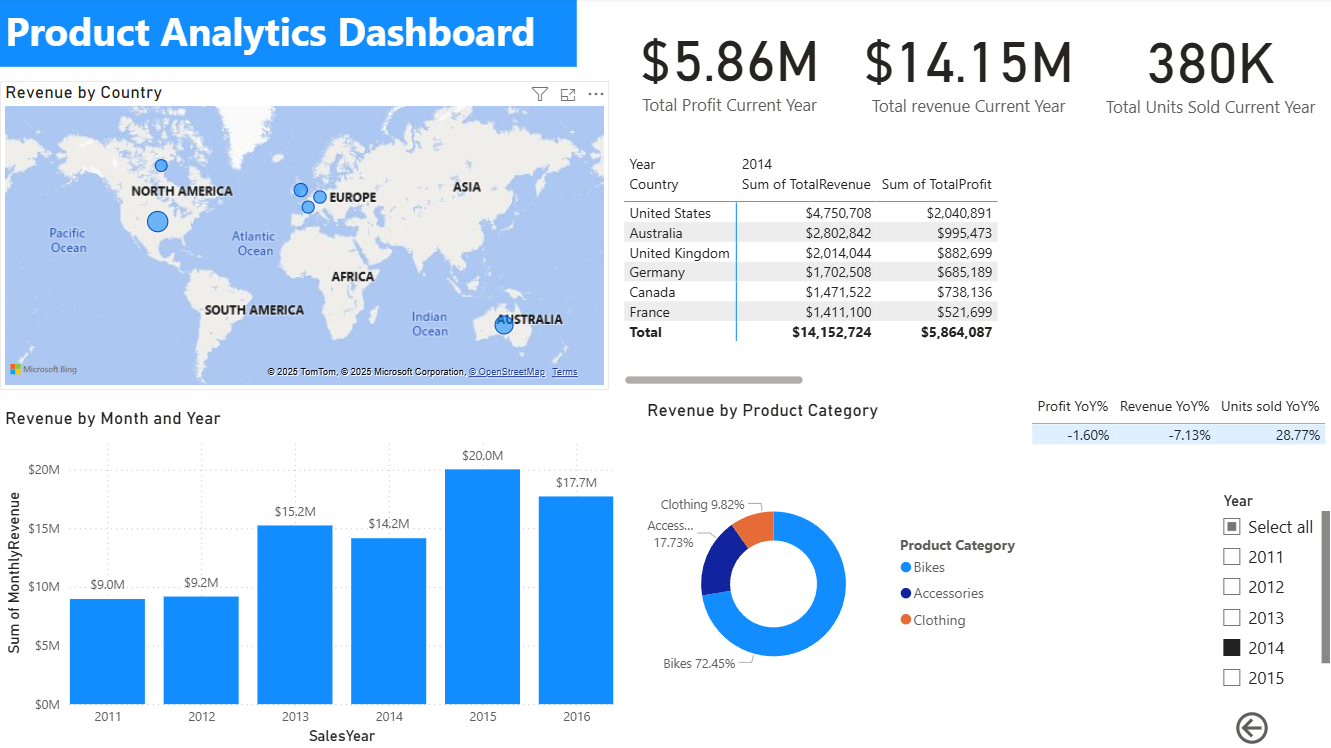 Product Analytics Dashboard
$5.86M
Total Profit Current Year
$14.15M
Total revenue Current Year
380K
Total Units Sold Current Year
Revenue by Country
NORTH AMERICA
EUROPE
ASIA
Pacific
Ocean
Atlantic
Ocean
AFRICA
SOUTH AMERICA
Indian
Ocean
AUSTRALIA
Microsoft Bing
© 2025 TomTom, © 2025 Microsoft Corporation, © OpenStreetMap Terms
Year 2014
Country Sum of TotalRevenue Sum of TotalProfit
United States $4,750,708 $2,040,891
Australia $2,802,842 $995,473
United Kingdom $2,014,044 $882,699
Germany $1,702,508 $685,189
Canada $1,471,522 $738,136
France $1,411,100 $521,699
Total $14,152,724 $5,864,087
Revenue by Month and Year
Sum of MonthlyRevenue
$20M
$15M
$10M
$5M
$0M
$9.0M
$9.2M
$15.2M
$14.2M
$20.0M
$17.7M
2011 2012 2013 2014 2015 2016
SalesYear
Revenue by Product Category
Clothing 9.82%
Access...
17.73%
Bikes 72.45%
Product Category
Bikes
Accessories
Clothing
Profit YoY% Revenue YoY% Units sold YoY%
-1.60% -7.13% 28.77%
Year
Select all
2011
2012
2013
2014
2015